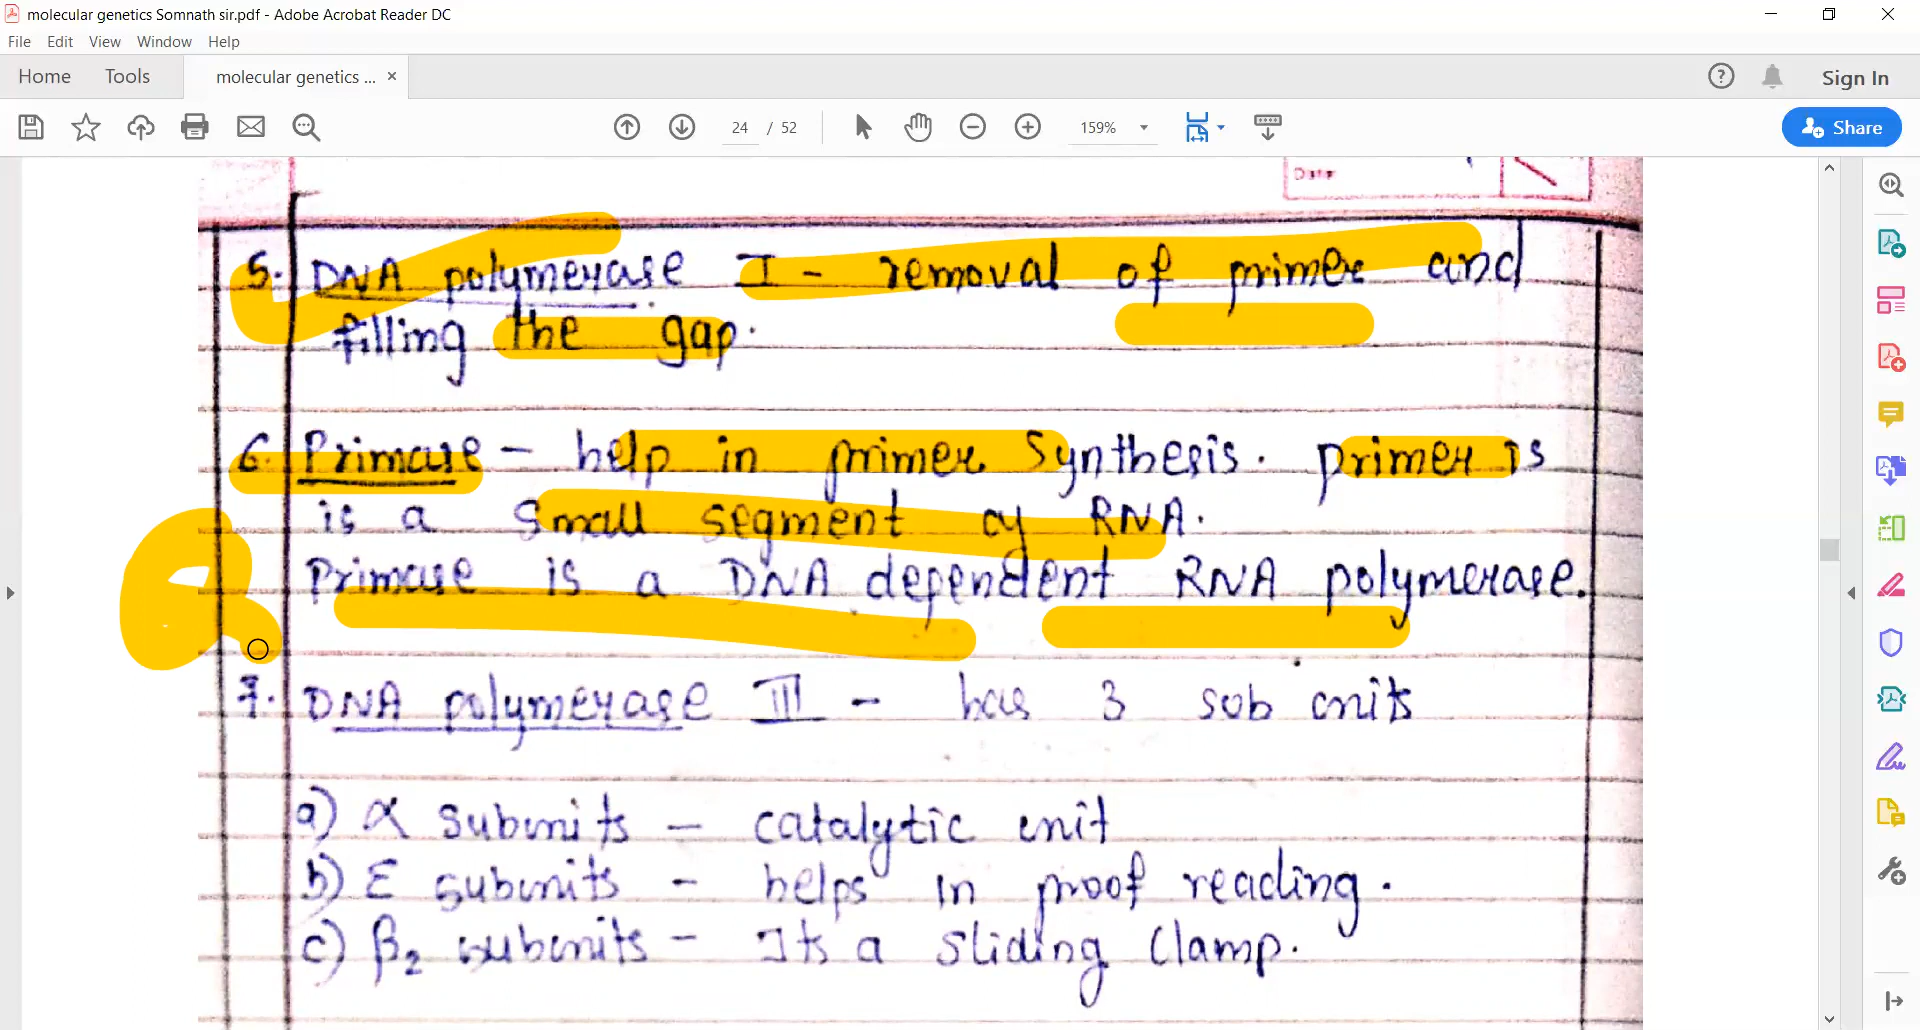 molecular genetics Somnath sir.pdf - Adobe Acrobat Reader DC
File Edit View Window Help
Home Tools molecular genetics ... × Sign In
24 / 52 159% Share
Date
5. DNA polymerase I - removal of primer and
filling the gap.
6. Primase - help in primer synthesis. primer is
is a small segment of RNA.
Primase is a DNA dependent RNA polymerase.
7. DNA polymerase III - has 3 sub units
a) α subunits - catalytic unit
b) ε subunits - helps in proof reading.
c) β2 subunits - Its a sliding clamp.